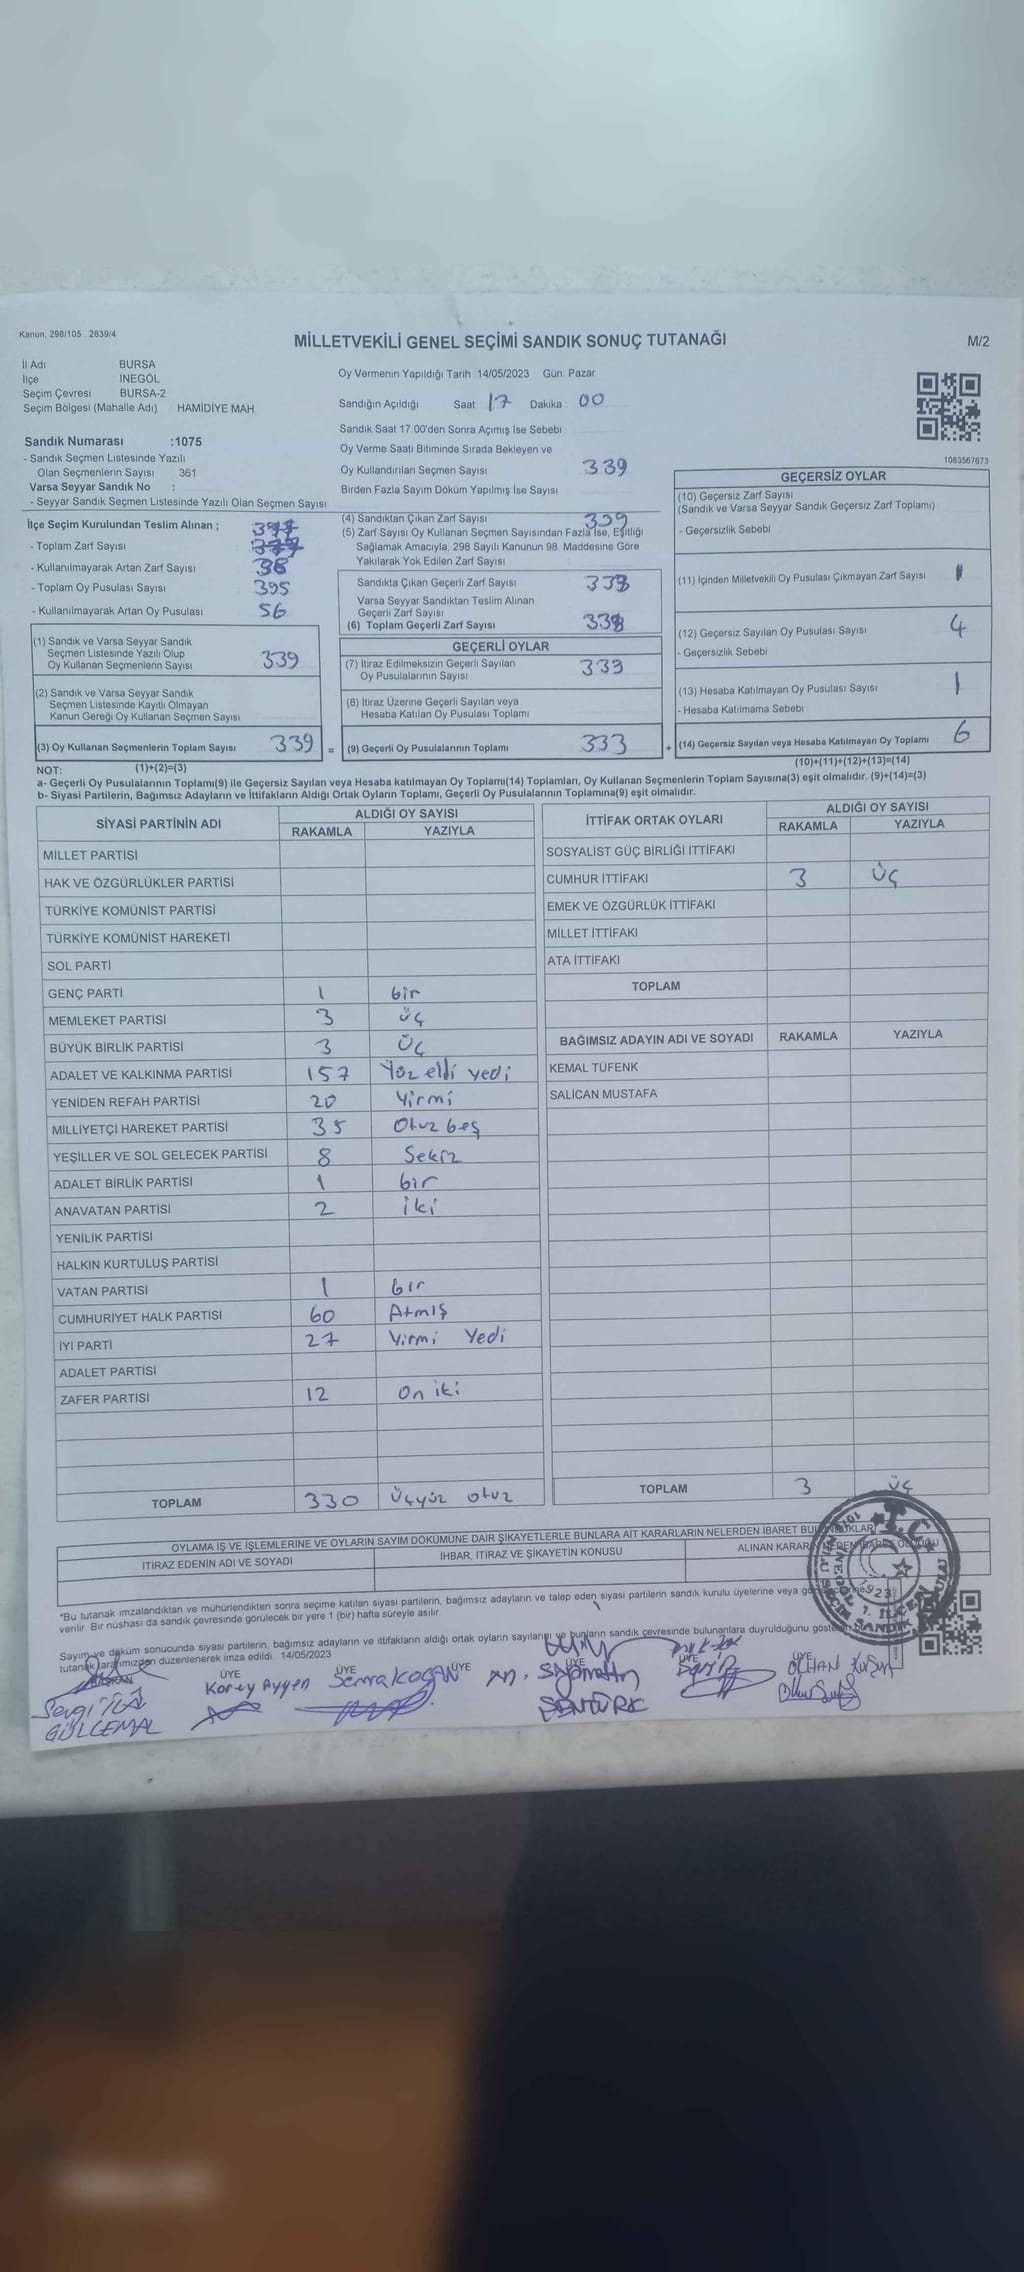 Kanun. 298/105 . 2839/4
MİLLETVEKİLİ GENEL SEÇİMİ SANDIK SONUÇ TUTANAĞI
M/2
İl Adı BURSA
İlçe İNEGÖL
Seçim Çevresi BURSA-2
Seçim Bölgesi (Mahalle Adı) HAMİDİYE MAH.
Sandık Numarası :1075
- Sandık Seçmen Listesinde Yazılı
Olan Seçmenlerin Sayısı 361
Varsa Seyyar Sandık No :
- Seyyar Sandık Seçmen Listesinde Yazılı Olan Seçmen Sayısı
Oy Vermenin Yapıldığı Tarih 14/05/2023 Gün: Pazar
Sandığın Açıldığı Saat 17 Dakika 00
Sandık Saat 17.00'den Sonra Açımış İse Sebebi
Oy Verme Saati Bitiminde Sırada Bekleyen ve
Oy Kullandırılan Seçmen Sayısı 339
Birden Fazla Sayım Döküm Yapılmış İse Sayısı
1083567673
İlçe Seçim Kurulundan Teslim Alınan ;
- Toplam Zarf Sayısı
- Kullanılmayarak Artan Zarf Sayısı 38
- Toplam Oy Pusulası Sayısı 395
- Kullanılmayarak Artan Oy Pusulası 56
(4) Sandıktan Çıkan Zarf Sayısı 339
(5) Zarf Sayısı Oy Kullanan Seçmen Sayısından Fazla İse, Eşitliği
Sağlamak Amacıyla, 298 Sayılı Kanunun 98. Maddesine Göre
Yakılarak Yok Edilen Zarf Sayısı
Sandıkta Çıkan Geçerli Zarf Sayısı 338
Varsa Seyyar Sandıktan Teslim Alınan
Geçerli Zarf Sayısı
(6) Toplam Geçerli Zarf Sayısı 338
GEÇERSİZ OYLAR
(10) Geçersiz Zarf Sayısı
(Sandık ve Varsa Seyyar Sandık Geçersiz Zarf Toplamı)
- Geçersizlik Sebebi
(11) İçinden Milletvekili Oy Pusulası Çıkmayan Zarf Sayısı 1
(12) Geçersiz Sayılan Oy Pusulası Sayısı 4
- Geçersizlik Sebebi
(13) Hesaba Katılmayan Oy Pusulası Sayısı 1
- Hesaba Katılmama Sebebi
(14) Geçersiz Sayılan veya Hesaba Katılmayan Oy Toplamı 6
(10)+(11)+(12)+(13)=(14)
(1) Sandık ve Varsa Seyyar Sandık
Seçmen Listesinde Yazılı Olup
Oy Kullanan Seçmenlerin Sayısı 339
(2) Sandık ve Varsa Seyyar Sandık
Seçmen Listesinde Kayıtlı Olmayan
Kanun Gereği Oy Kullanan Seçmen Sayısı
(3) Oy Kullanan Seçmenlerin Toplam Sayısı 339 =
GEÇERLİ OYLAR
(7) İtiraz Edilmeksizin Geçerli Sayılan
Oy Pusulalarının Sayısı 333
(8) İtiraz Üzerine Geçerli Sayılan veya
Hesaba Katılan Oy Pusulası Toplamı
(9) Geçerli Oy Pusulalarının Toplamı 333 +
NOT: (1)+(2)=(3)
a- Geçerli Oy Pusulalarının Toplamı(9) ile Geçersiz Sayılan veya Hesaba katılmayan Oy Toplamı(14) Toplamları, Oy Kullanan Seçmenlerin Toplam Sayısına(3) eşit olmalıdır. (9)+(14)=(3)
b- Siyasi Partilerin, Bağımsız Adayların ve İttifakların Aldığı Ortak Oyların Toplamı, Geçerli Oy Pusulalarının Toplamına(9) eşit olmalıdır.
SİYASİ PARTİNİN ADI ALDIĞI OY SAYISI
RAKAMLA YAZIYLA
MİLLET PARTİSİ
HAK VE ÖZGÜRLÜKLER PARTİSİ
TÜRKİYE KOMÜNİST PARTİSİ
TÜRKİYE KOMÜNİST HAREKETİ
SOL PARTİ
GENÇ PARTİ 1 bir
MEMLEKET PARTİSİ 3 üç
BÜYÜK BİRLİK PARTİSİ 3 Üç
ADALET VE KALKINMA PARTİSİ 157 Yüz elli yedi
YENİDEN REFAH PARTİSİ 20 Yirmi
MİLLİYETÇİ HAREKET PARTİSİ 35 Otuz beş
YEŞİLLER VE SOL GELECEK PARTİSİ 8 Sekiz
ADALET BİRLİK PARTİSİ 1 bir
ANAVATAN PARTİSİ 2 iki
YENİLİK PARTİSİ
HALKIN KURTULUŞ PARTİSİ
VATAN PARTİSİ 1 bir
CUMHURİYET HALK PARTİSİ 60 Atmış
İYİ PARTİ 27 Yirmi Yedi
ADALET PARTİSİ
ZAFER PARTİSİ 12 On iki
TOPLAM 330 Üçyüz otuz
İTTİFAK ORTAK OYLARI ALDIĞI OY SAYISI
RAKAMLA YAZIYLA
SOSYALİST GÜÇ BİRLİĞİ İTTİFAKI
CUMHUR İTTİFAKI 3 Üç
EMEK VE ÖZGÜRLÜK İTTİFAKI
MİLLET İTTİFAKI
ATA İTTİFAKI
TOPLAM
BAĞIMSIZ ADAYIN ADI VE SOYADI RAKAMLA YAZIYLA
KEMAL TÜFENK
SALİCAN MUSTAFA
TOPLAM 3 Üç
OYLAMA İŞ VE İŞLEMLERİNE VE OYLARIN SAYIM DÖKÜMÜNE DAİR ŞİKAYETLERLE BUNLARA AİT KARARLARIN NELERDEN İBARET
İTİRAZ EDENİN ADI VE SOYADI İHBAR, İTİRAZ VE ŞİKAYETİN KONUSU ALINAN
*Bu tutanak imzalandıktan ve mühürlendikten sonra seçime katılan siyasi partilerin, bağımsız adayların ve talep eden siyasi partilerin sandık kurulu üyelerine veya
verilir. Bir nüshası da sandık çevresinde görülecek bir yere 1 (bir) hafta süreyle asılır.
Sayım ve döküm sonucunda siyasi partilerin, bağımsız adayların ve ittifakların aldığı ortak oyların sayıları ve bunların sandık çevresinde bulunanlara duyrulduğunu
tutanak tarafımızdan düzenlenerek imza edildi. 14/05/2023
BAŞKAN ÜYE ÜYE ÜYE ÜYE ÜYE ÜYE
GÜLCEMAL
Koray Aygen
Semra KOÇAN
ŞENTÜRK
ORHAN